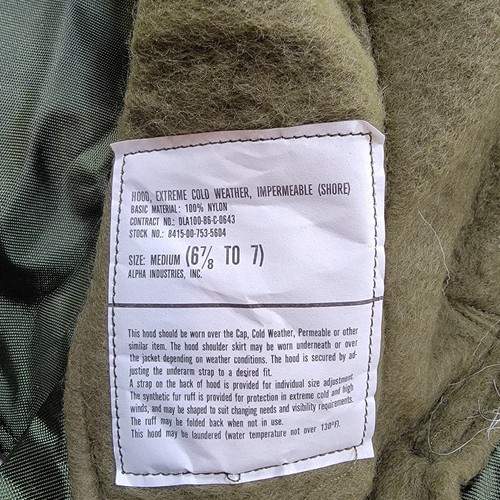 HOOD, EXTREME COLD WEATHER, IMPERMEABLE (SHORE)
BASIC MATERIAL: 100% NYLON
CONTRACT NO.: DLA100-86-C-0643
STOCK NO.: 8415-00-753-5604
SIZE: MEDIUM (6⅞ TO 7)
ALPHA INDUSTRIES, INC.
This hood should be worn over the Cap, Cold Weather, Permeable or other
similar item. The hood shoulder skirt may be worn underneath or over
the jacket depending on weather conditions. The hood is secured by ad-
justing the underarm strap to a desired fit.
A strap on the back of hood is provided for individual size adjustment.
The synthetic fur ruff is provided for protection in extreme cold and high
winds, and may be shaped to suit changing needs and visibility requirements.
The ruff may be folded back when not in use.
This hood may be laundered (water temperature not over 130°F).